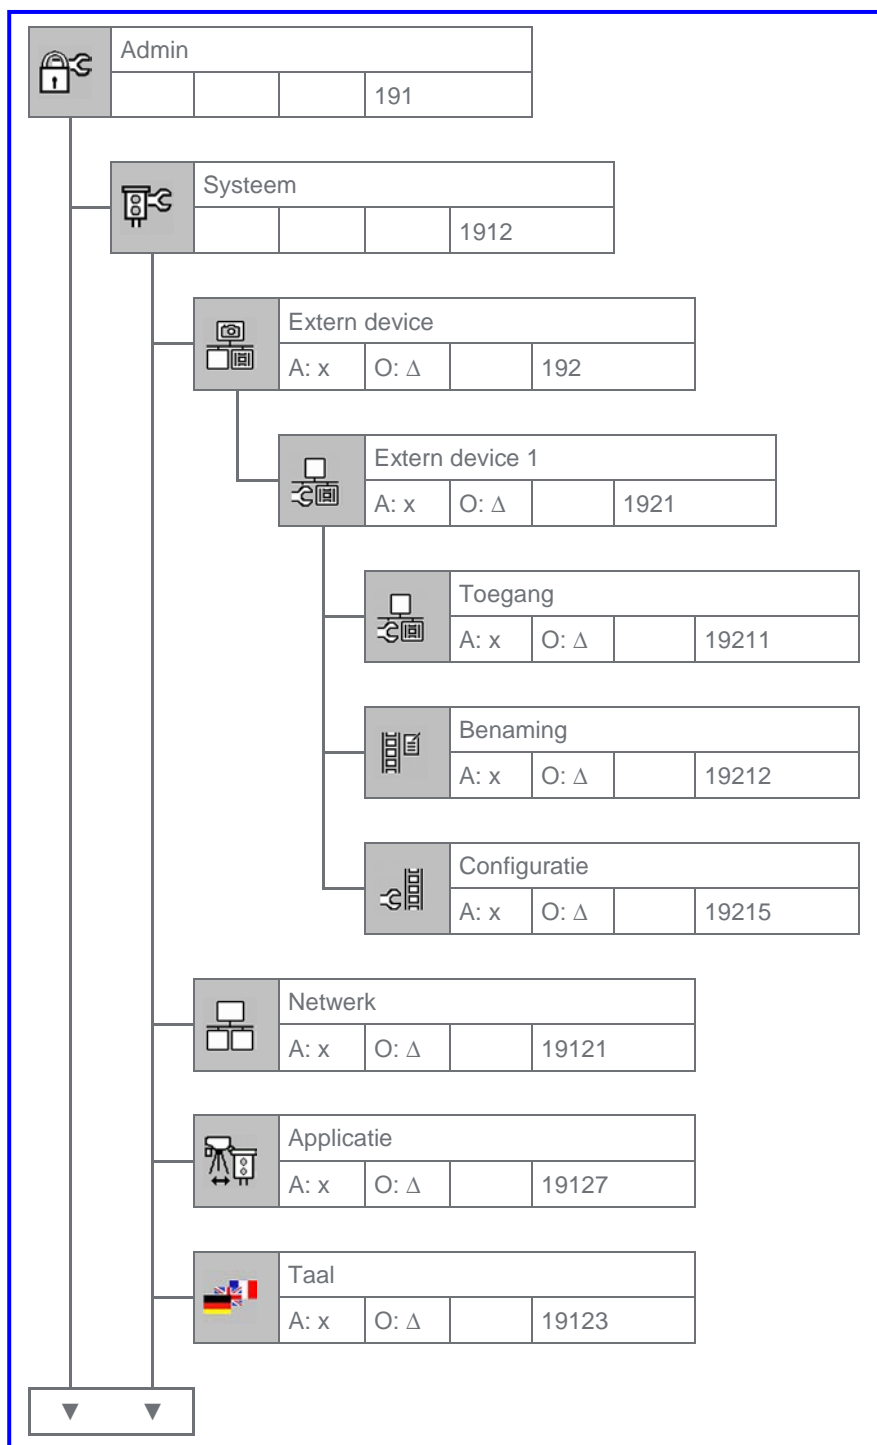 Admin
191
Systeem
1912
Extern device
A: x O: Δ 192
Extern device 1
A: x O: Δ 1921
Toegang
A: x O: Δ 19211
Benaming
A: x O: Δ 19212
Configuratie
A: x O: Δ 19215
Netwerk
A: x O: Δ 19121
Applicatie
A: x O: Δ 19127
Taal
A: x O: Δ 19123
▼ ▼